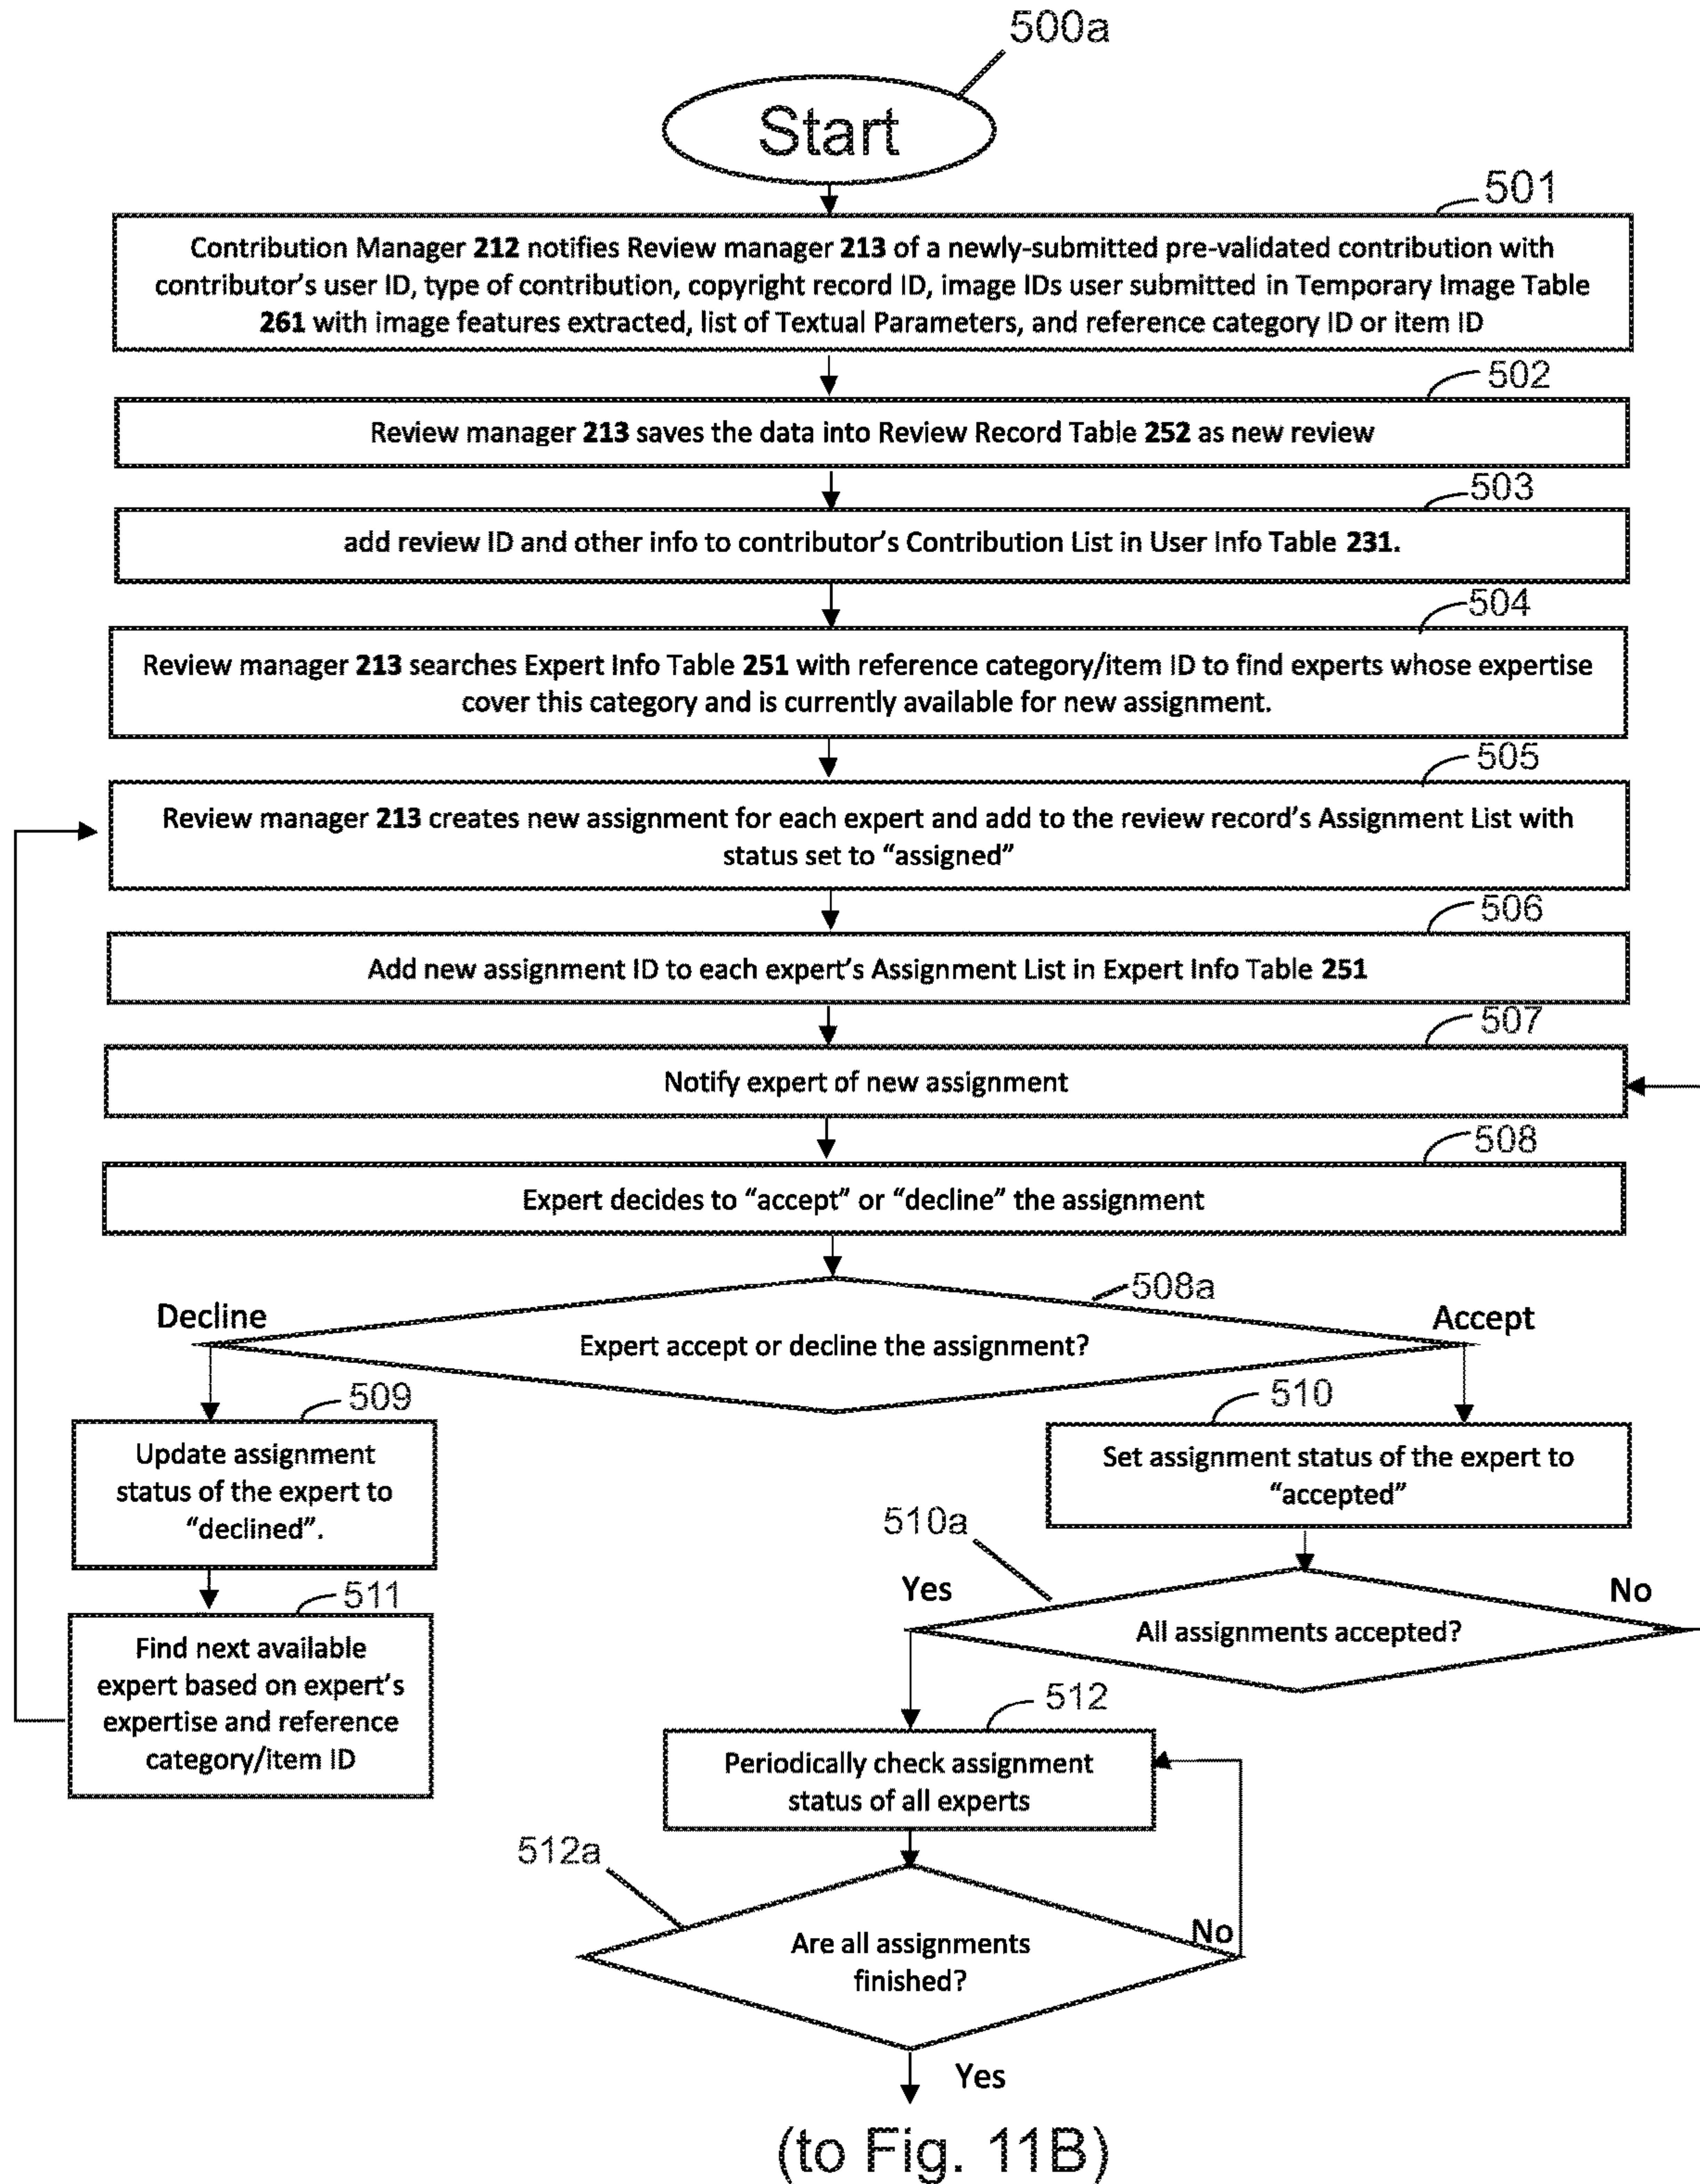 500a
Start
501
Contribution Manager 212 notifies Review manager 213 of a newly-submitted pre-validated contribution with
contributor's user ID, type of contribution, copyright record ID, image IDs user submitted in Temporary Image Table
261 with image features extracted, list of Textual Parameters, and reference category ID or item ID
502
Review manager 213 saves the data into Review Record Table 252 as new review
503
add review ID and other info to contributor's Contribution List in User Info Table 231.
504
Review manager 213 searches Expert Info Table 251 with reference category/item ID to find experts whose expertise
cover this category and is currently available for new assignment.
505
Review manager 213 creates new assignment for each expert and add to the review record's Assignment List with
status set to “assigned”
506
Add new assignment ID to each expert's Assignment List in Expert Info Table 251
507
Notify expert of new assignment
508
Expert decides to “accept” or “decline” the assignment
508a
Decline
Accept
Expert accept or decline the assignment?
509
Update assignment
status of the expert to
“declined”.
510
Set assignment status of the expert to
“accepted”
510a
Yes
No
All assignments accepted?
511
Find next available
expert based on expert's
expertise and reference
category/item ID
512
Periodically check assignment
status of all experts
512a
No
Are all assignments
finished?
Yes
(to Fig. 11B)